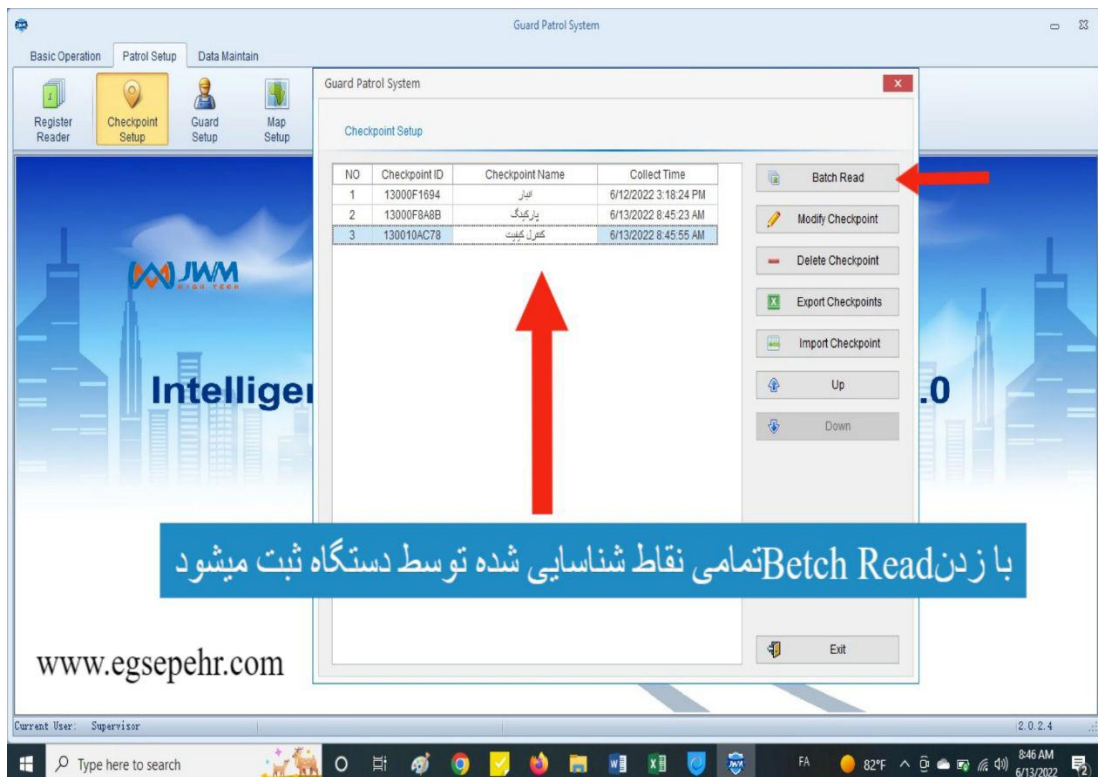 Guard Patrol System
Basic Operation Patrol Setup Data Maintain
Register Reader
Checkpoint Setup
Guard Setup
Map Setup
Guard Patrol System
Checkpoint Setup
NO Checkpoint ID Checkpoint Name Collect Time
1 13000F1694 انبار 6/12/2022 3:18:24 PM
2 13000F8A8B پارکینگ 6/13/2022 8:45:23 AM
3 130010AC78 کنترل کیفیت 6/13/2022 8:45:55 AM
Batch Read
Modify Checkpoint
Delete Checkpoint
Export Checkpoints
Import Checkpoint
Up
Down
Exit
JWM
HIGH TECH
Intelliger
.0
با زدنBetch Readتمامی نقاط شناسایی شده توسط دستگاه ثبت میشود
www.egsepehr.com
Current User: Supervisor 2.0.2.4
Type here to search
FA 82°F 8:46 AM
6/13/2022